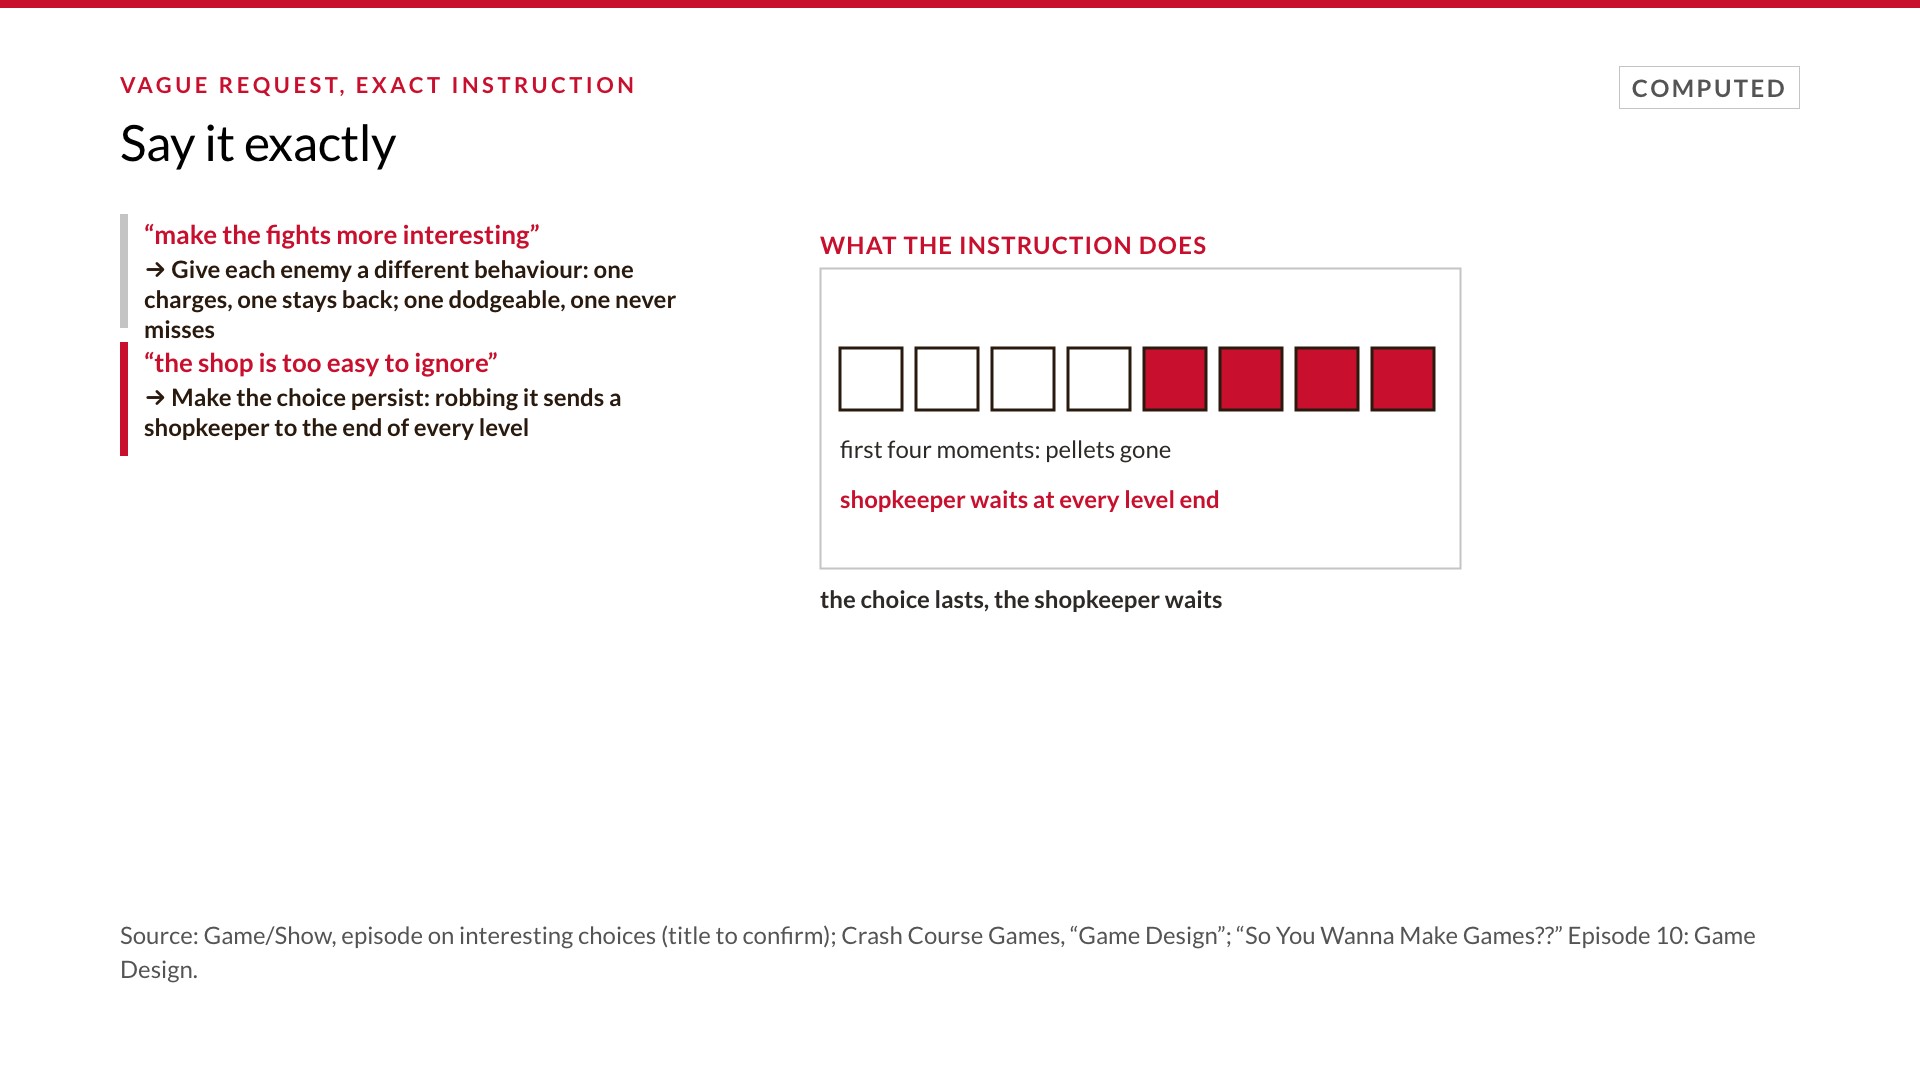 VAGUE REQUEST, EXACT INSTRUCTION
COMPUTED
Say it exactly
“make the fights more interesting”
→ Give each enemy a different behaviour: one
charges, one stays back; one dodgeable, one never
misses
“the shop is too easy to ignore”
→ Make the choice persist: robbing it sends a
shopkeeper to the end of every level
WHAT THE INSTRUCTION DOES
first four moments: pellets gone
shopkeeper waits at every level end
the choice lasts, the shopkeeper waits
Source: Game/Show, episode on interesting choices (title to confirm); Crash Course Games, “Game Design”; “So You Wanna Make Games??” Episode 10: Game
Design.